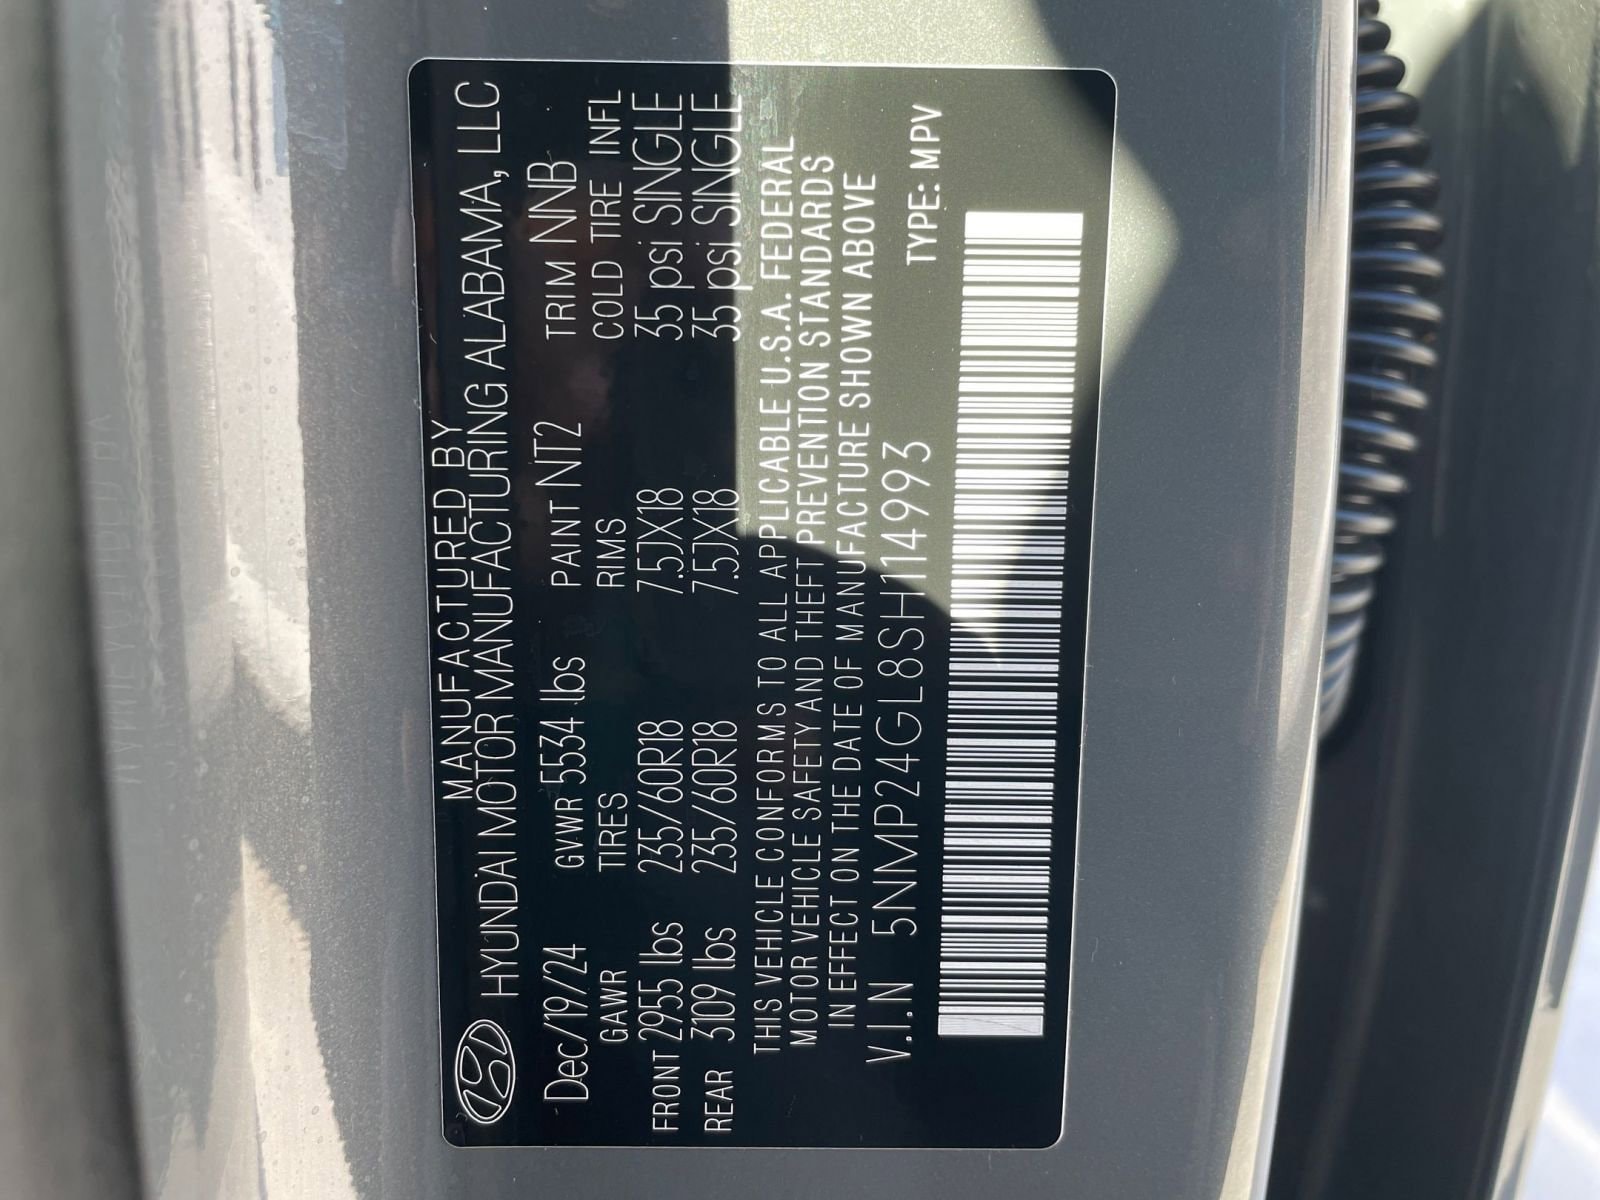 MANUFACTURED BY
HYUNDAI MOTOR MANUFACTURING ALABAMA, LLC
Dec/19/24 GVWR 5534 lbs PAINT NT2 TRIM NNB
GAWR TIRES RIMS COLD TIRE INFL
FRONT 2955 lbs 235/60R18 7.5JX18 35 psi SINGLE
REAR 3109 lbs 235/60R18 7.5JX18 35 psi SINGLE
THIS VEHICLE CONFORMS TO ALL APPLICABLE U.S.A. FEDERAL
MOTOR VEHICLE SAFETY AND THEFT PREVENTION STANDARDS
IN EFFECT ON THE DATE OF MANUFACTURE SHOWN ABOVE
V.I.N 5NMP24GL8SH114993 TYPE: MPV